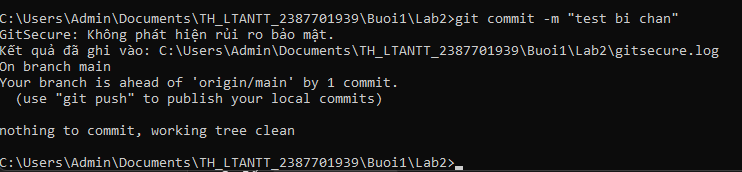 C:\Users\Admin\Documents\TH_LTANTT_2387701939\Buoi1\Lab2>git commit -m "test bi chan"
GitSecure: Không phát hiện rủi ro bảo mật.
Kết quả đã ghi vào: C:\Users\Admin\Documents\TH_LTANTT_2387701939\Buoi1\Lab2\gitsecure.log
On branch main
Your branch is ahead of 'origin/main' by 1 commit.
  (use "git push" to publish your local commits)
nothing to commit, working tree clean
C:\Users\Admin\Documents\TH_LTANTT_2387701939\Buoi1\Lab2>